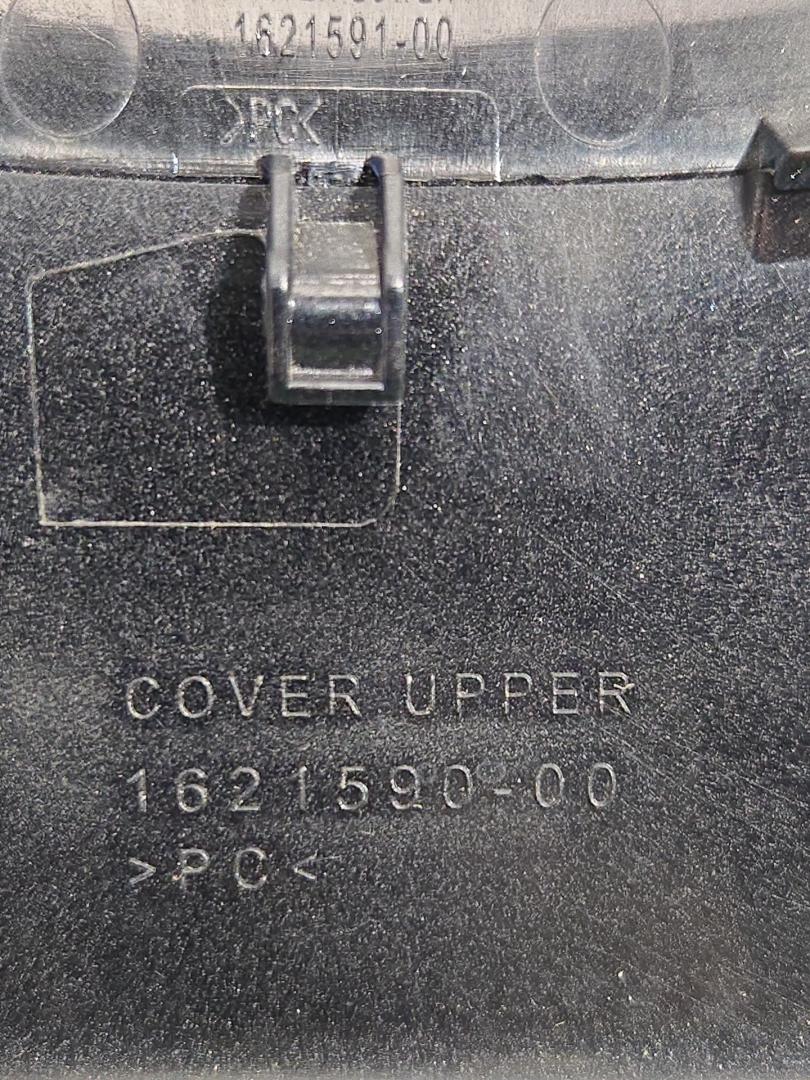 1621591-00
>PC<
COVER UPPER
1621590-00
>PC<